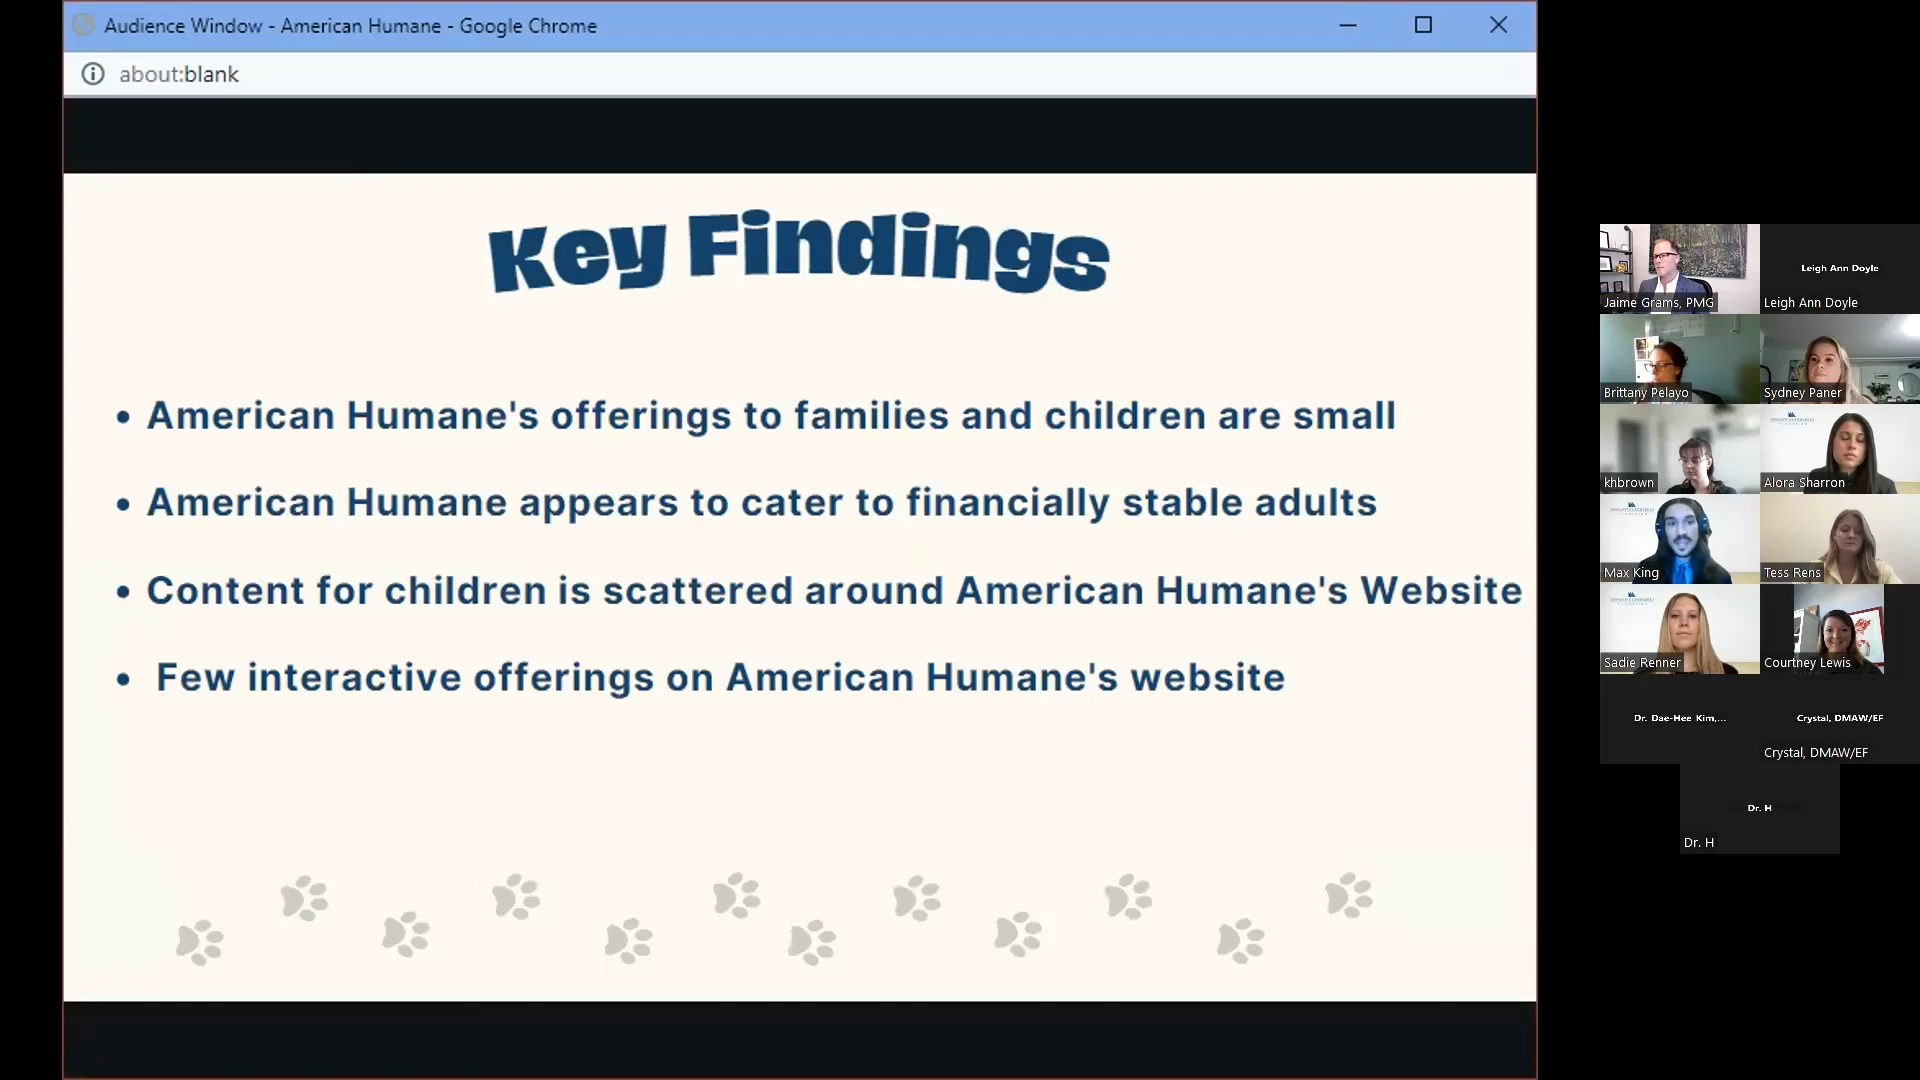 Audience Window - American Humane - Google Chrome
about:blank
Key Findings
• American Humane's offerings to families and children are small
• American Humane appears to cater to financially stable adults
• Content for children is scattered around American Humane's Website
• Few interactive offerings on American Humane's website
Jaime Grams, PMG
Leigh Ann Doyle
Leigh Ann Doyle
Brittany Pelayo
Sydney Paner
khbrown
Alora Sharron
Max King
Tess Rens
Sadie Renner
Courtney Lewis
Dr. Dae-Hee Kim,...
Crystal, DMAW/EF
Crystal, DMAW/EF
Dr. H
Dr. H